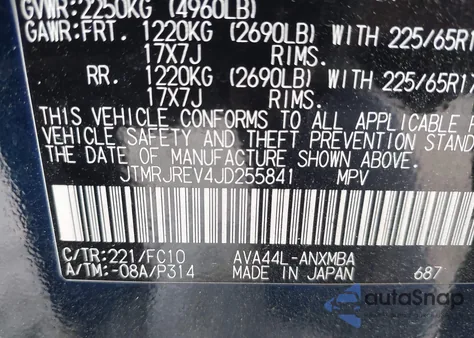 GVWR:2250KG (4960LB)
GAWR:FRT. 1220KG (2690LB) WITH 225/65R1
17X7J RIMS.
RR. 1220KG (2690LB) WITH 225/65R17
17X7J RIMS.
THIS VEHICLE CONFORMS TO ALL APPLICABLE F
VEHICLE SAFETY AND THEFT PREVENTION STAND
THE DATE OF MANUFACTURE SHOWN ABOVE.
JTMRJREV4JD255841 MPV
C/TR:221/FC10 AVA44L-ANXMBA
A/TM:-08A/P314 MADE IN JAPAN 687
autoSnap